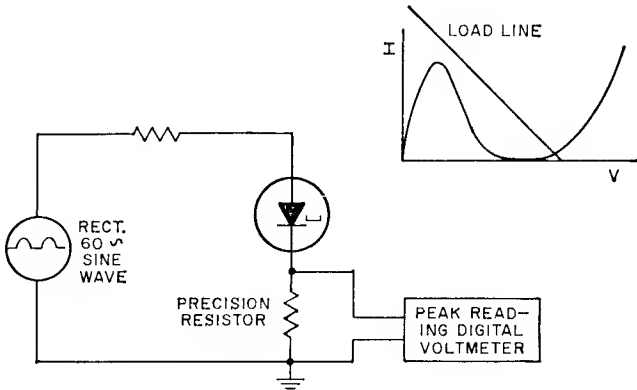 I
LOAD LINE
V
RECT.
60 ∿
SINE
WAVE
PRECISION
RESISTOR
PEAK READ-
ING DIGITAL
VOLTMETER